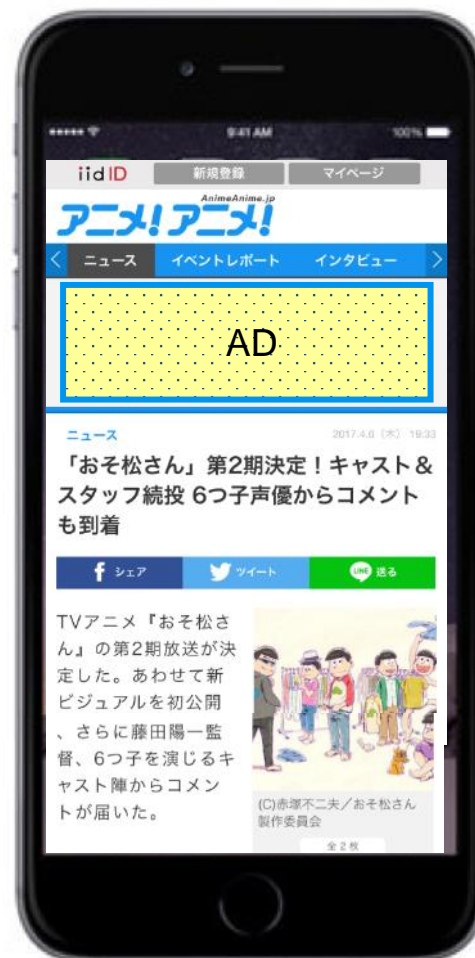 9:41 AM
100%
iid ID
新規登録
マイページ
AnimeAnime.jp
アニメ!アニメ!
ニュース
イベントレポート
インタビュー
AD
ニュース
2017.4.6（木） 19:33
「おそ松さん」第2期決定！キャスト＆
スタッフ続投 6つ子声優からコメント
も到着
シェア
ツイート
LINE 送る
TVアニメ『おそ松さ
ん』の第2期放送が決
定した。あわせて新
ビジュアルを初公開
、さらに藤田陽一監
督、6つ子を演じるキ
ャスト陣からコメン
トが届いた。
(C)赤塚不二夫／おそ松さん
製作委員会
全 2 枚